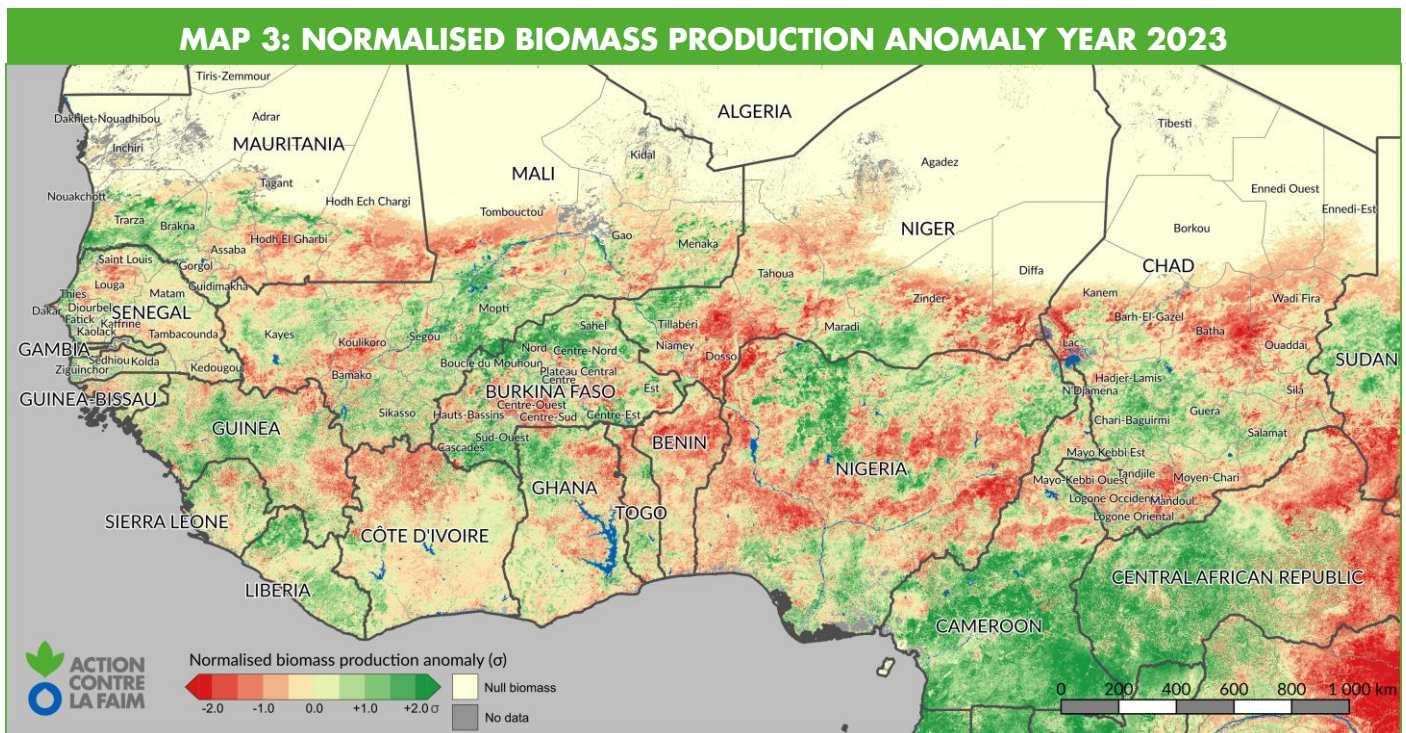 MAP 3: NORMALISED BIOMASS PRODUCTION ANOMALY YEAR 2023
Tiris-Zemmour
Dakhlet-Nouadhibou
Adrar
Inchiri
MAURITANIA
ALGERIA
Tibesti
Kidal
Agadez
MALI
Tagant
Nouakchott
Hodh Ech Chargi
Tombouctou
Ennedi Ouest
Ennedi-Est
Trarza
Brakna
Gao
Menaka
NIGER
Borkou
Assaba
Hodh El Gharbi
Saint Louis
Gorgol
Tahoua
Diffa
CHAD
Louga
Matam
Guidimakha
Thies
Diourbel
Zinder
Kanem
Wadi Fira
Dakar
SENEGAL
Fatick
Kaffrine
Kaolack
Tambacounda
Kayes
Koulikoro
Segou
Mopti
Sahel
Tillabéri
Maradi
Barh-El-Gazel
Batha
GAMBIA
Niamey
Lac
Ouaddai
Sedhiou
Kolda
Ziguinchor
Kedougou
Bamako
Nord
Centre-Nord
Boucle du Mouhoun
Plateau Central
Centre
Dosso
SUDAN
Hadjer-Lamis
N'Djamena
Sila
GUINEA-BISSAU
BURKINA FASO
Est
Sikasso
Hauts-Bassins
Centre-Ouest
Centre-Sud
Centre-Est
Chari-Baguirmi
Guera
GUINEA
Sud-Ouest
Cascades
BENIN
Salamat
Mayo Kebbi Est
NIGERIA
Mayo-Kebbi Ouest
Tandjile
Moyen-Chari
GHANA
Logone Occidental
Mandoul
SIERRA LEONE
TOGO
Logone Oriental
CÔTE D'IVOIRE
CENTRAL AFRICAN REPUBLIC
LIBERIA
CAMEROON
ACTION
CONTRE
LA FAIM
Normalised biomass production anomaly (σ)
-2.0 -1.0 0.0 +1.0 +2.0 σ
Null biomass
No data
0 200 400 600 800 1 000 km